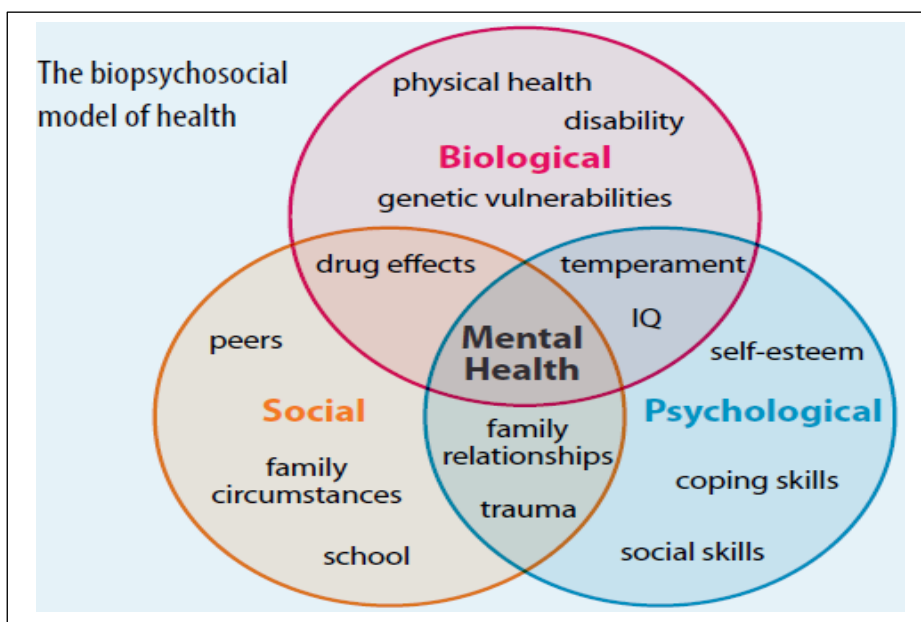 The biopsychosocial
model of health
physical health
disability
Biological
genetic vulnerabilities
drug effects
temperament
IQ
Mental
Health
peers
self-esteem
Social
Psychological
family
relationships
family
circumstances
coping skills
trauma
school
social skills